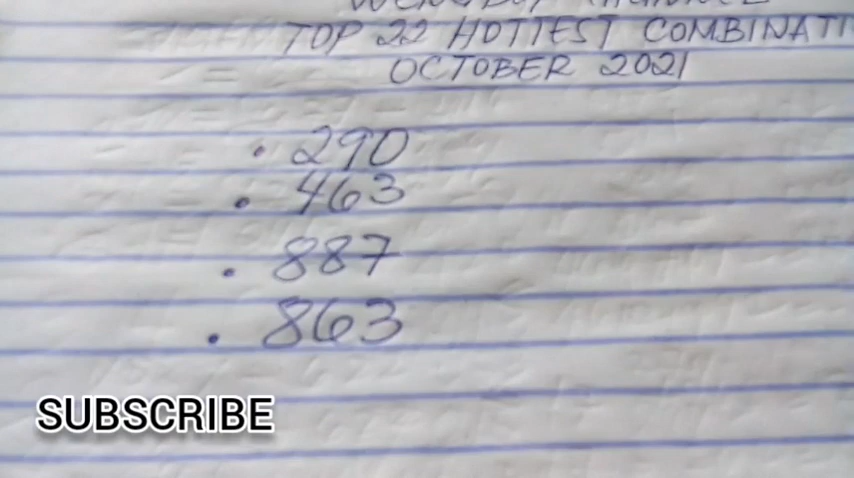 TOP 22 HOTTEST COMBINATI
OCTOBER 2021
. 290
. 463
. 887
. 863
SUBSCRIBE